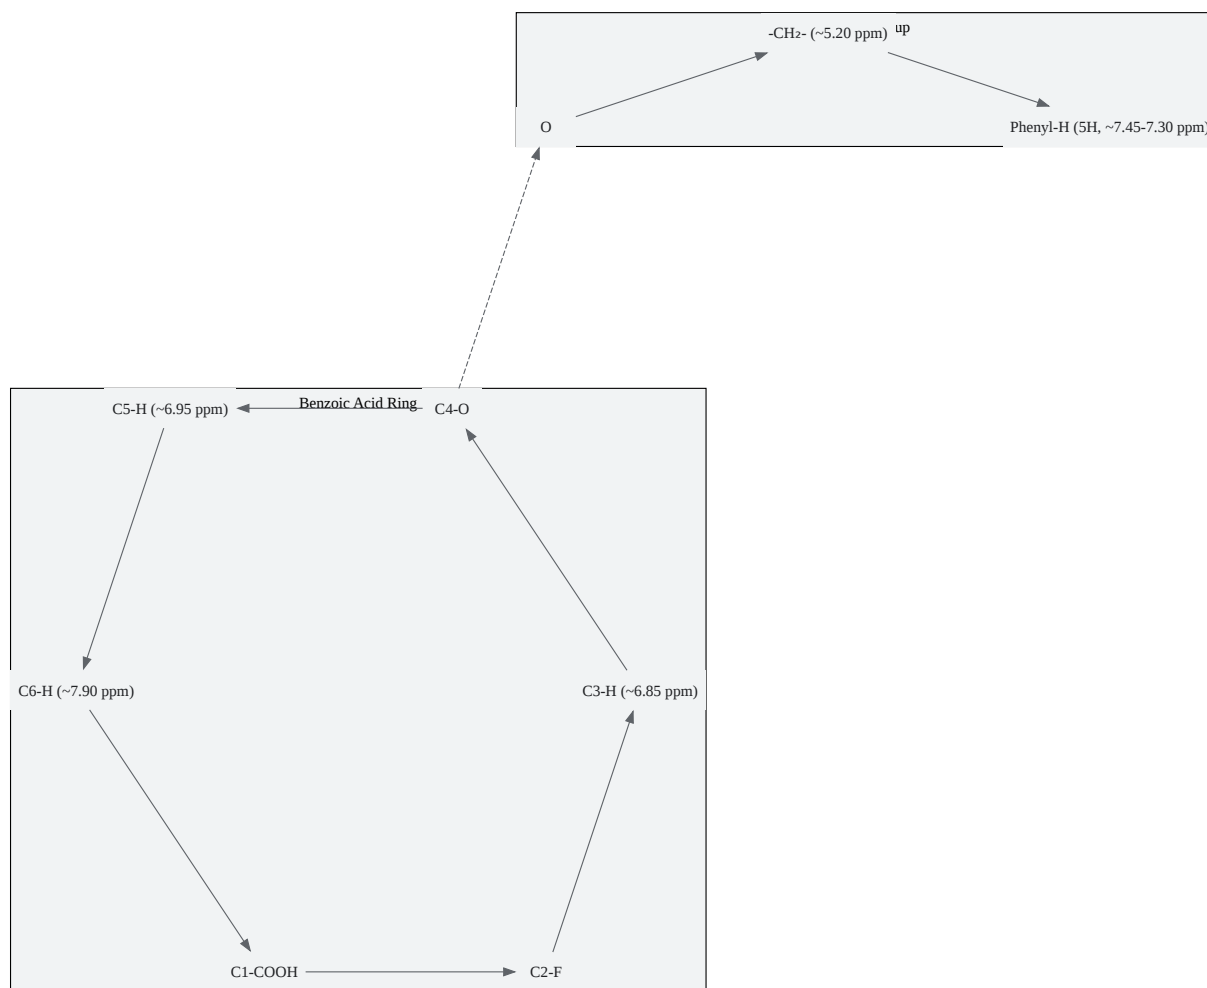 -CH₂- (~5.20 ppm)
up
O
Phenyl-H (5H, ~7.45-7.30 ppm)
C5-H (~6.95 ppm)
Benzoic Acid Ring
C4-O
C6-H (~7.90 ppm)
C3-H (~6.85 ppm)
C1-COOH
C2-F